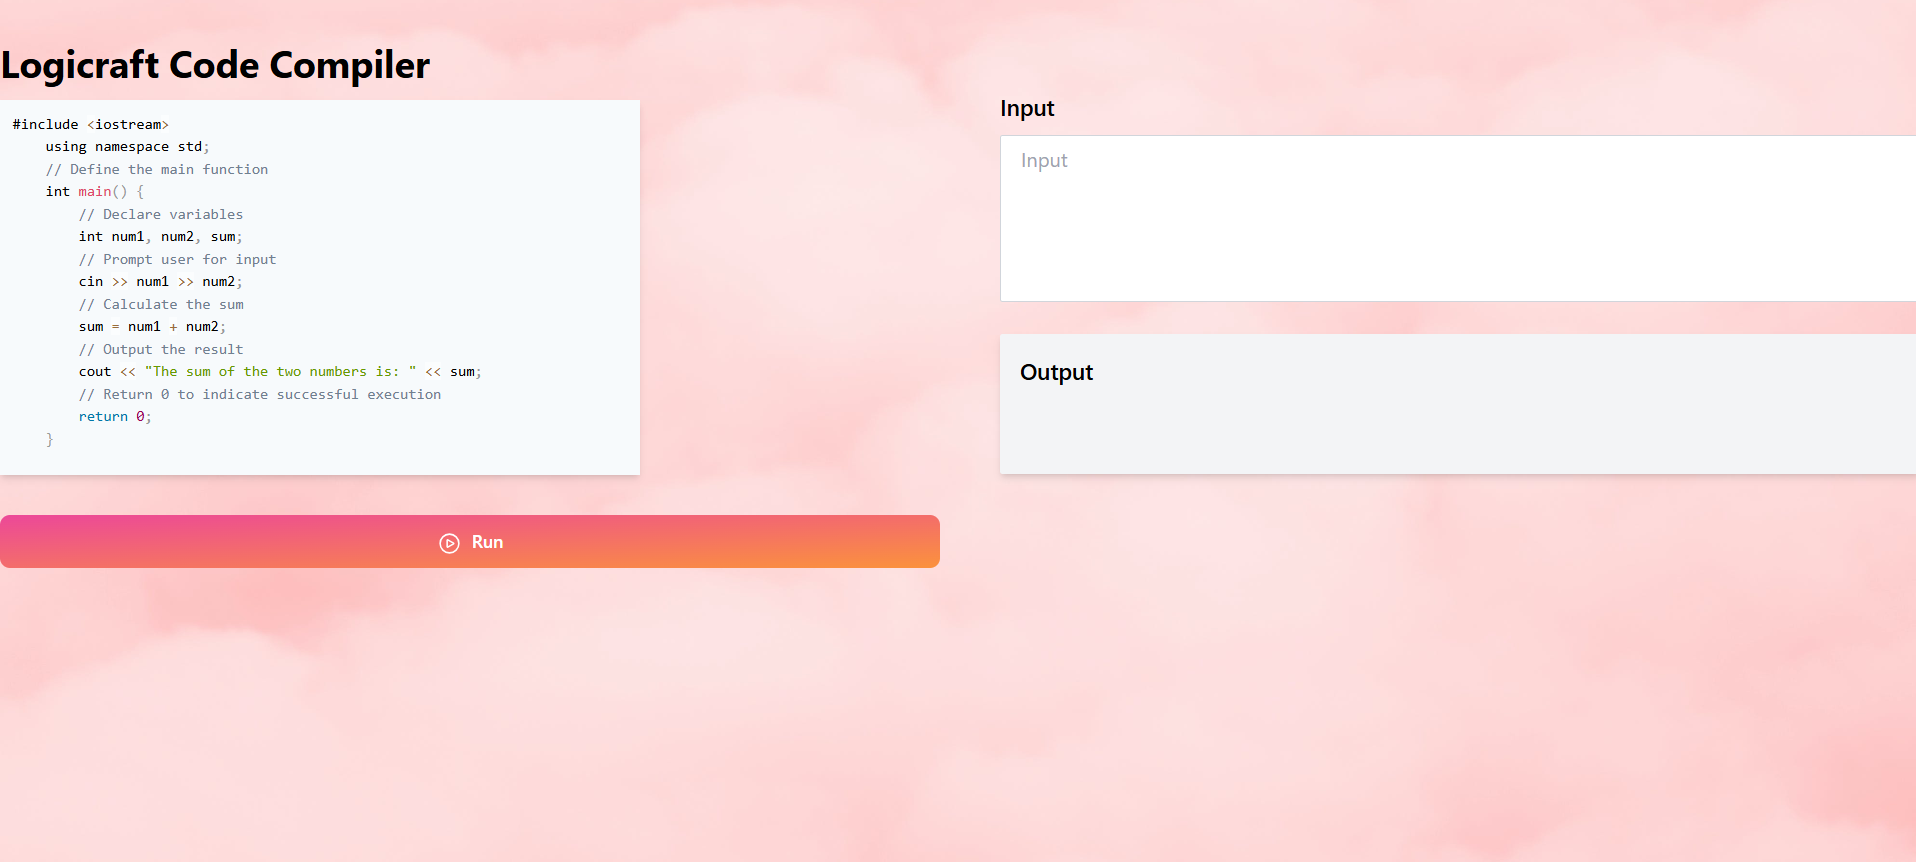 Logicraft Code Compiler
#include <iostream>
    using namespace std;
    // Define the main function
    int main() {
        // Declare variables
        int num1, num2, sum;
        // Prompt user for input
        cin >> num1 >> num2;
        // Calculate the sum
        sum = num1 + num2;
        // Output the result
        cout << "The sum of the two numbers is: " << sum;
        // Return 0 to indicate successful execution
        return 0;
    }
Run
Input
Input
Output